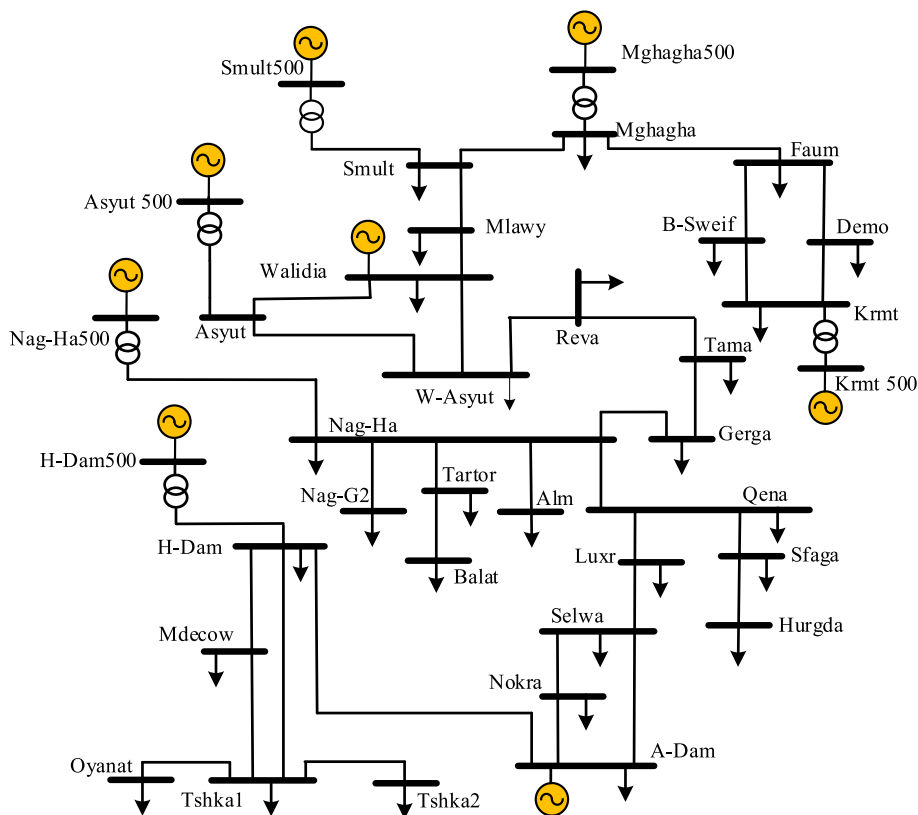 Smult500
Mghagha500
Mghagha
Smult
Faum
Asyut 500
B-Sweif
Demo
Mlawy
Walidia
Nag-Ha500
Asyut
Reva
Krmt
Tama
W-Asyut
Krmt 500
Nag-Ha
Gerga
H-Dam500
Nag-G2
Tartor
Alm
Qena
H-Dam
Balat
Luxr
Sfaga
Selwa
Hurgda
Mdecow
Nokra
A-Dam
Oyanat
Tshka1
Tshka2